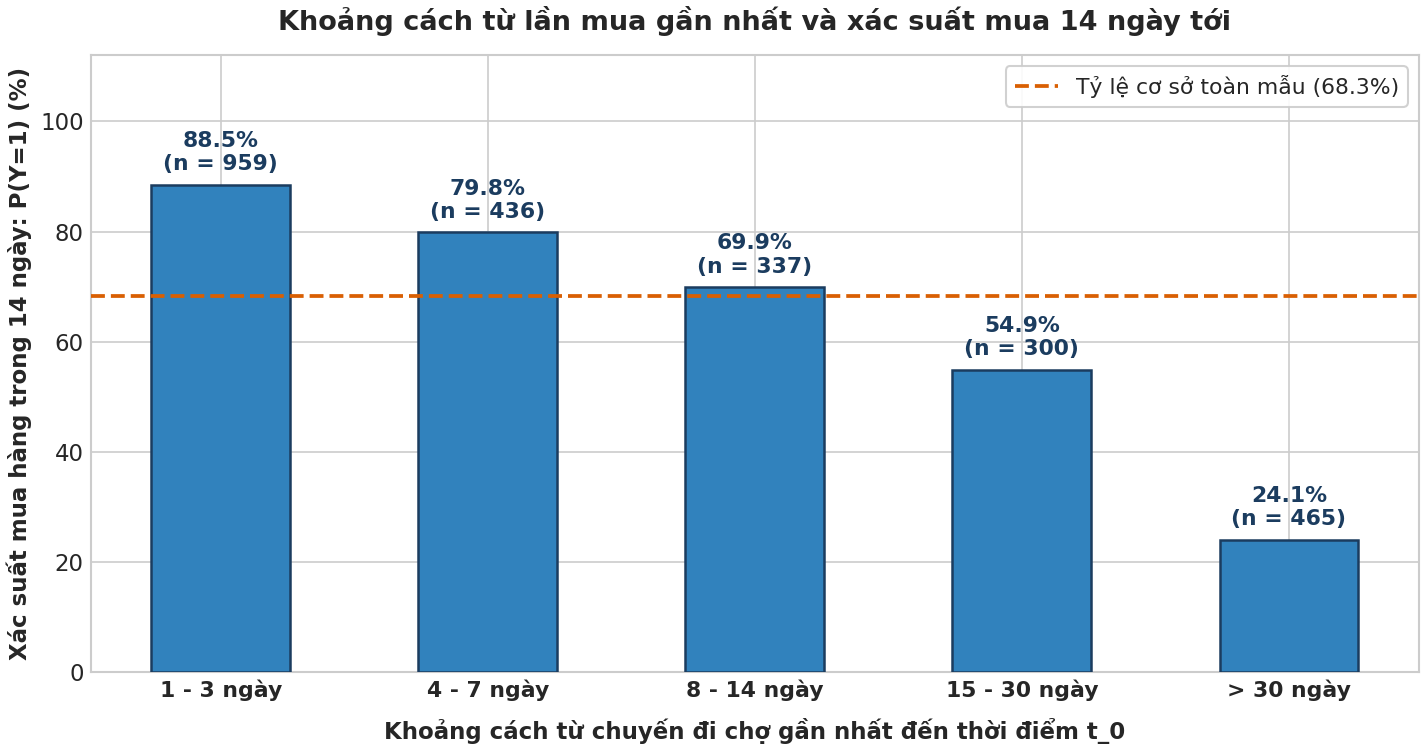 Khoảng cách từ lần mua gần nhất và xác suất mua 14 ngày tới
Xác suất mua hàng trong 14 ngày: P(Y=1) (%)
Tỷ lệ cơ sở toàn mẫu (68.3%)
100
80
60
40
20
0
88.5%
(n = 959)
79.8%
(n = 436)
69.9%
(n = 337)
54.9%
(n = 300)
24.1%
(n = 465)
1 - 3 ngày
4 - 7 ngày
8 - 14 ngày
15 - 30 ngày
> 30 ngày
Khoảng cách từ chuyến đi chợ gần nhất đến thời điểm t_0